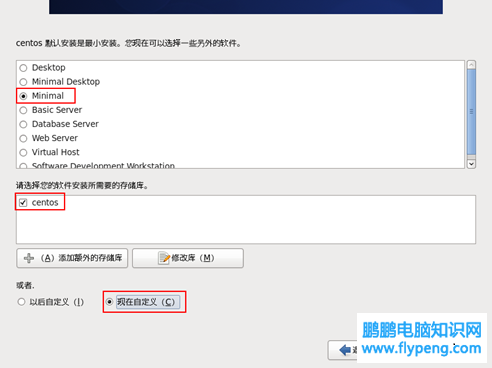 centos 默认安装是最小安装。您现在可以选择一些另外的软件。
Desktop
Minimal Desktop
Minimal
Basic Server
Database Server
Web Server
Virtual Host
Software Development Workstation
请选择您的软件安装所需要的存储库。
centos
（A）添加额外的存储库
修改库（M）
或者.
以后自定义（l）
现在自定义（C）
鹏鹏电脑知识网
www.flypeng.com